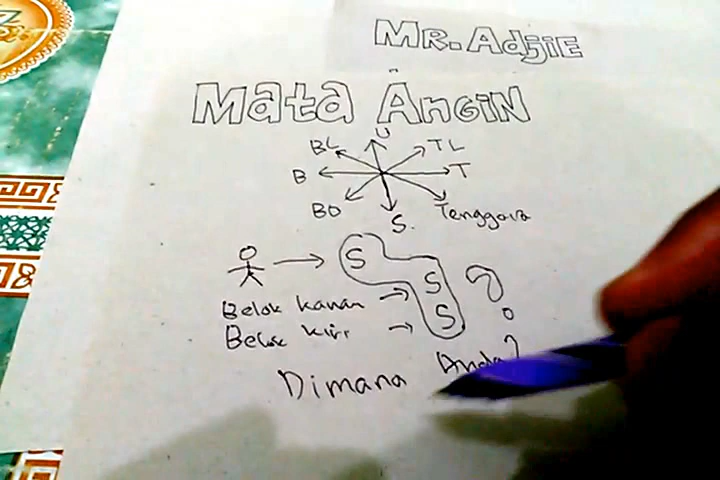 MR. AdjiE
Mata AnGiN
U
BL TL
B T
BD Tenggara
S.
S
S ?
Belok kanan
S
Belok kiri
Dimana Anda?